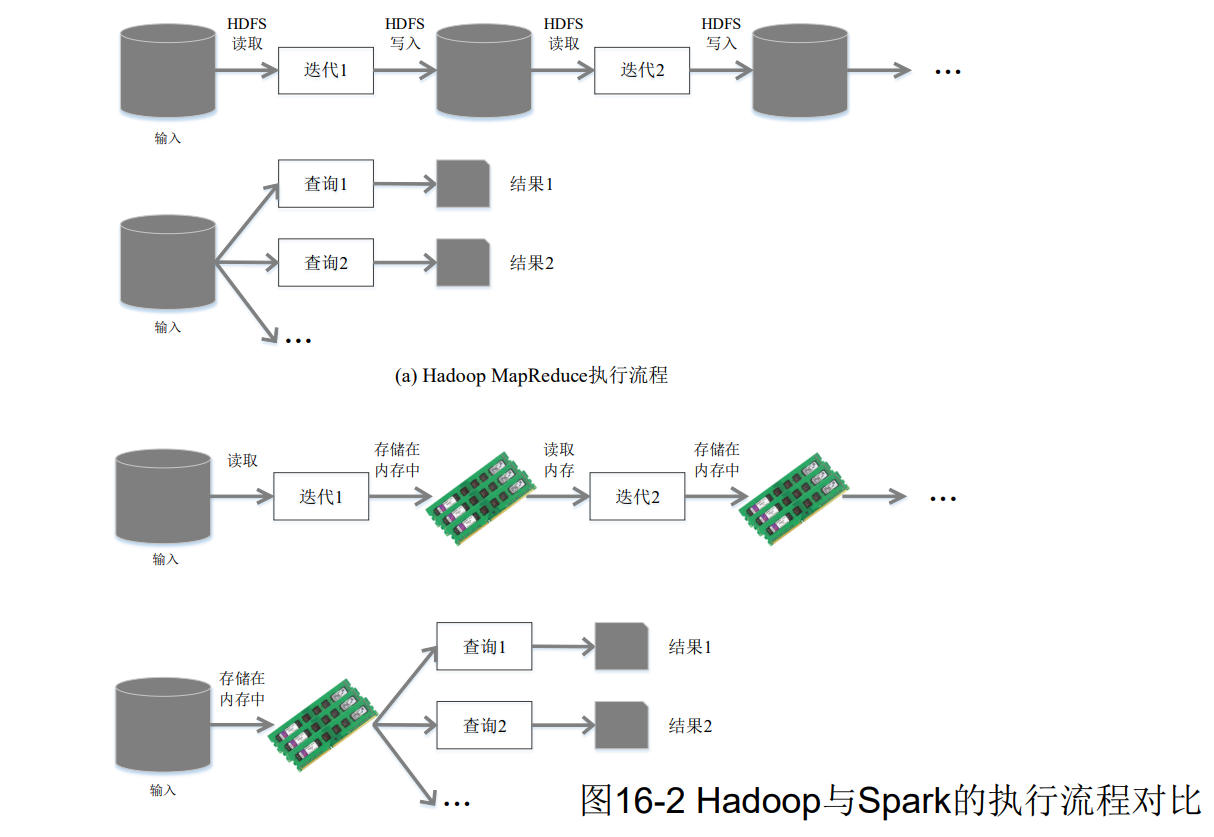 HDFS
读取
HDFS
写入
HDFS
读取
HDFS
写入
迭代1
迭代2
...
输入
查询1
结果1
查询2
结果2
输入
...
(a) Hadoop MapReduce执行流程
读取
存储在
内存中
读取
内存
存储在
内存中
迭代1
迭代2
...
输入
查询1
结果1
存储在
内存中
查询2
结果2
输入
...
图16-2 Hadoop与Spark的执行流程对比